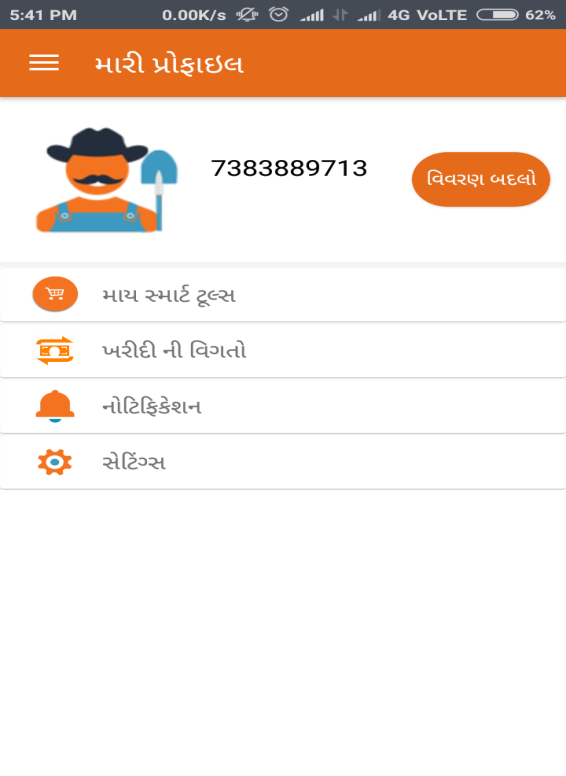 5:41 PM 0.00K/s 4G VoLTE 62%
મારી પ્રોફાઇલ
7383889713
વિવરણ બદલો
માય સ્માર્ટ ટૂલ્સ
ખરીદી ની વિગતો
નોટિફિકેશન
સેટિંગ્સ